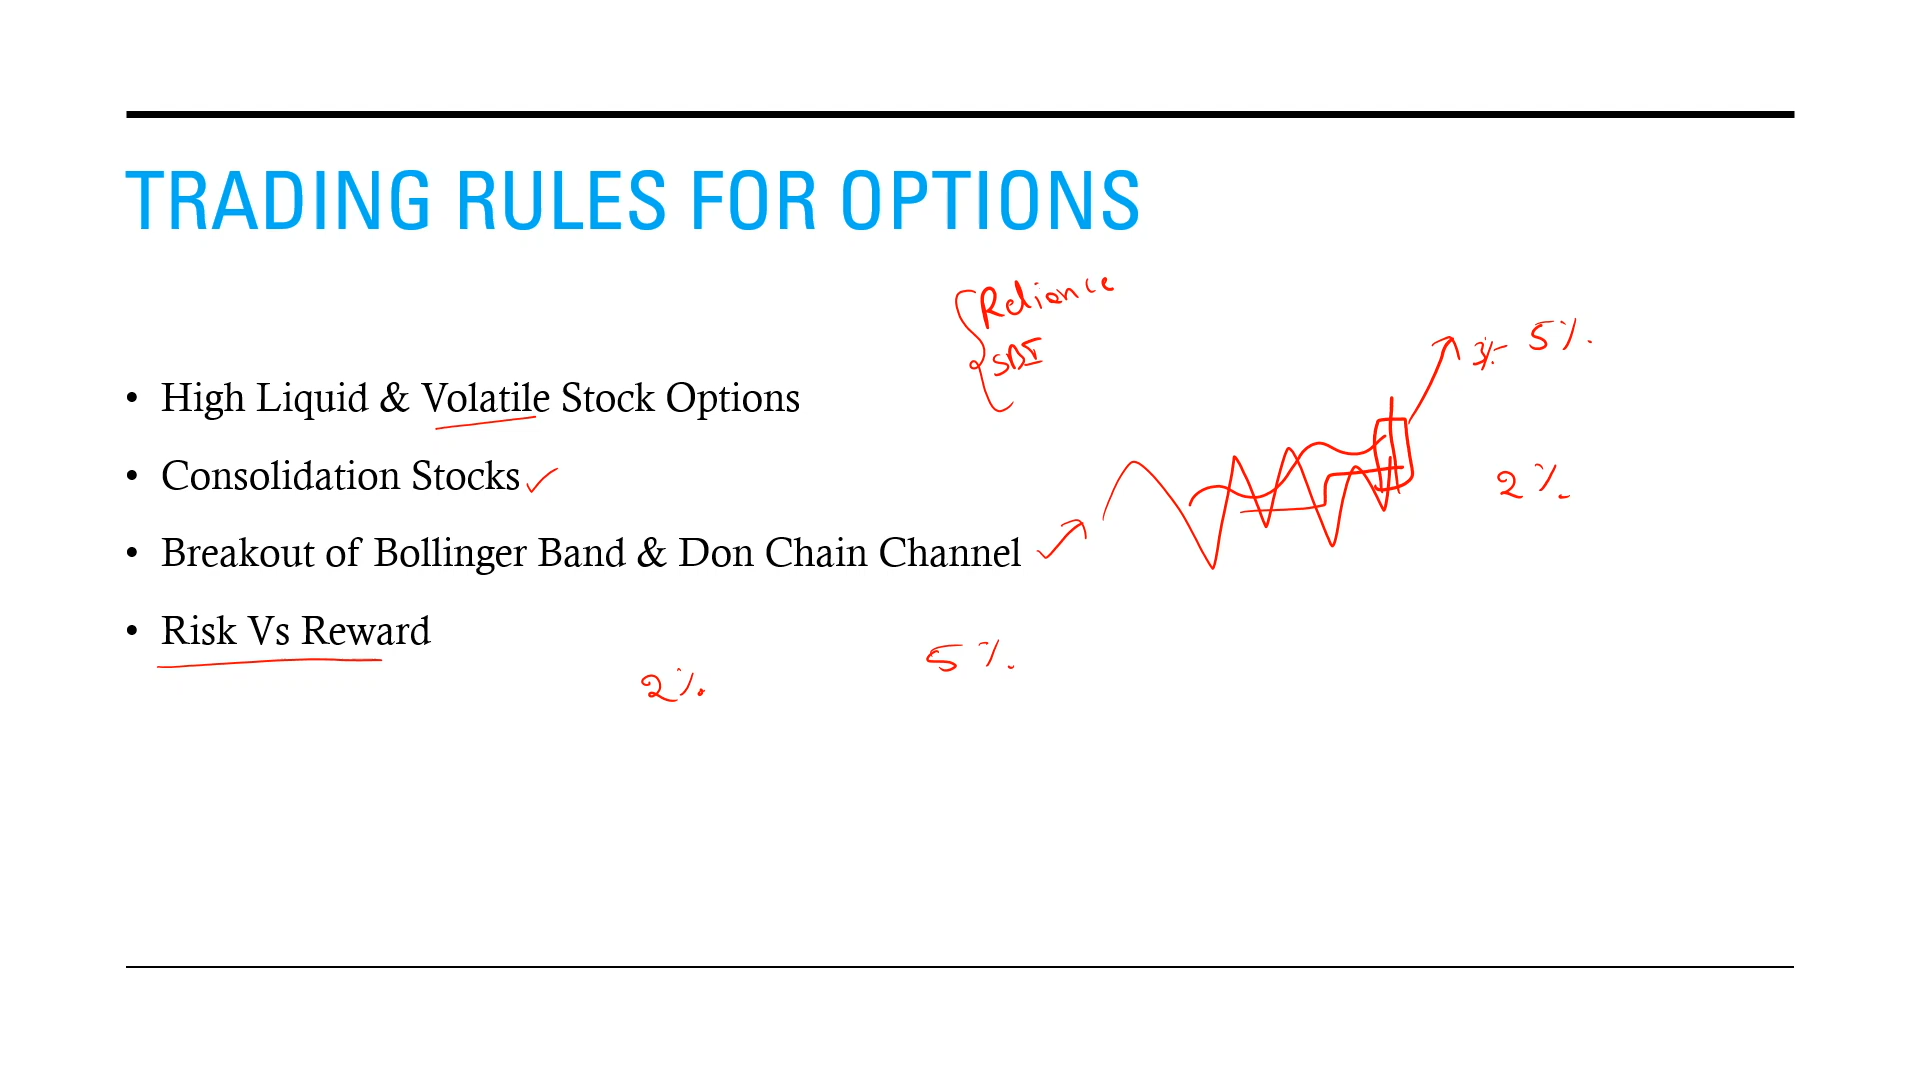 TRADING RULES FOR OPTIONS
Reliance
SBI
3%- 5%.
• High Liquid & Volatile Stock Options
• Consolidation Stocks
2%.
• Breakout of Bollinger Band & Don Chain Channel
• Risk Vs Reward
5%.
2%.